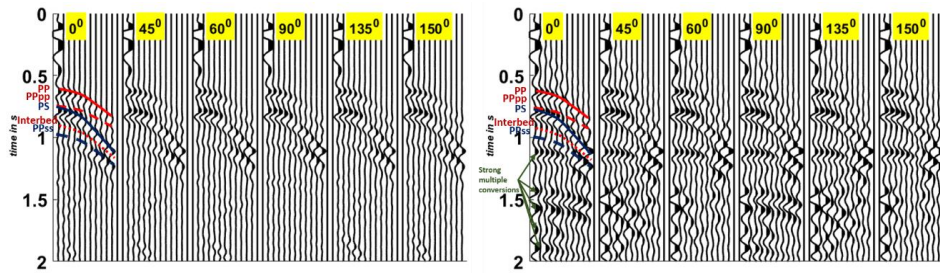 0
0⁰ 45⁰ 60⁰ 90⁰ 135⁰ 150⁰
0.5
PP
PPpp
PS
Interbed
PPss
1
time in s
1.5
2
0
0⁰ 45⁰ 60⁰ 90⁰ 135⁰ 150⁰
0.5
PP
PPpp
PS
Interbed
PPss
1
time in s
Strong
multiple
conversions
1.5
2